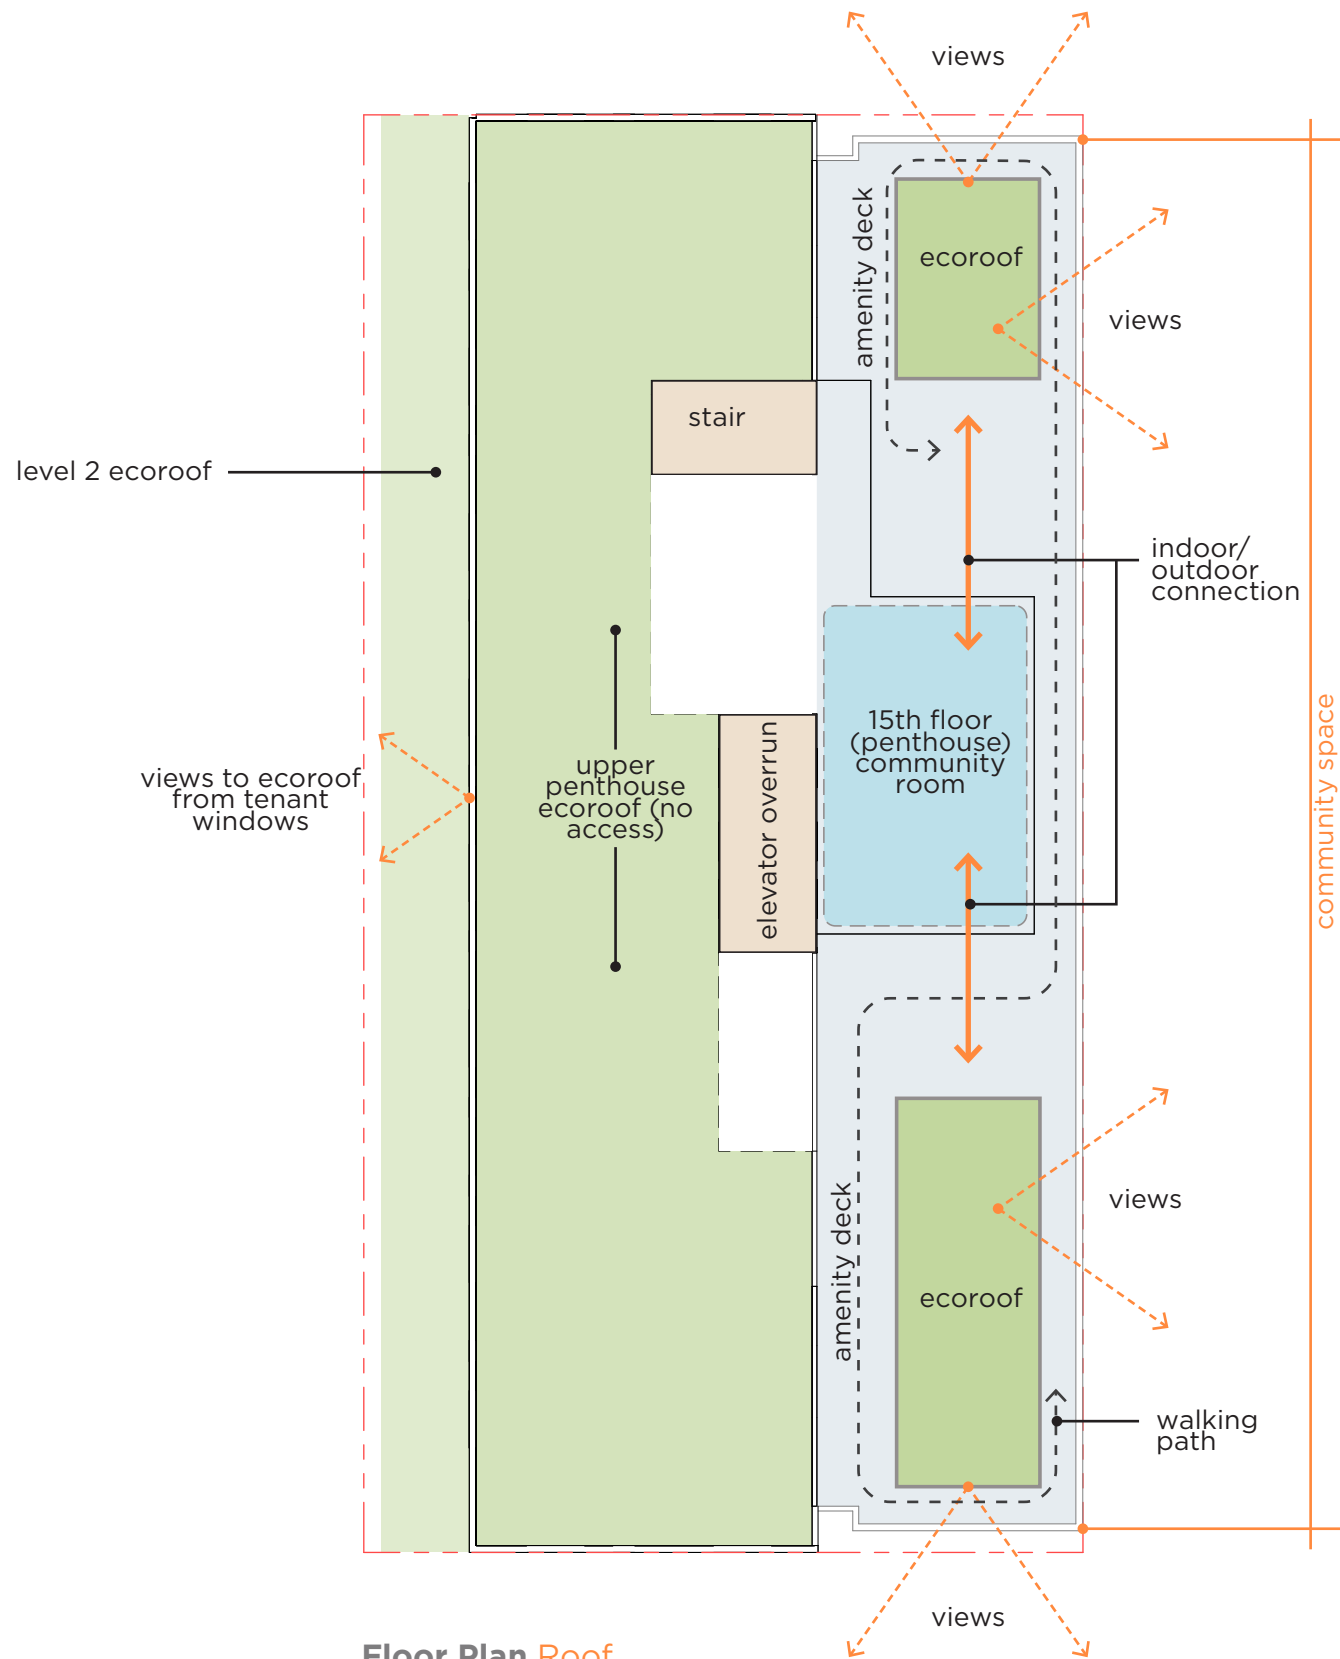 views
amenity deck
ecoroof
views
stair
level 2 ecoroof
indoor/
outdoor
connection
15th floor
(penthouse)
community
room
elevator overrun
upper
penthouse
ecoroof (no
access)
views to ecoroof
from tenant
windows
community space
views
amenity deck
ecoroof
walking
path
views
Floor Plan Roof